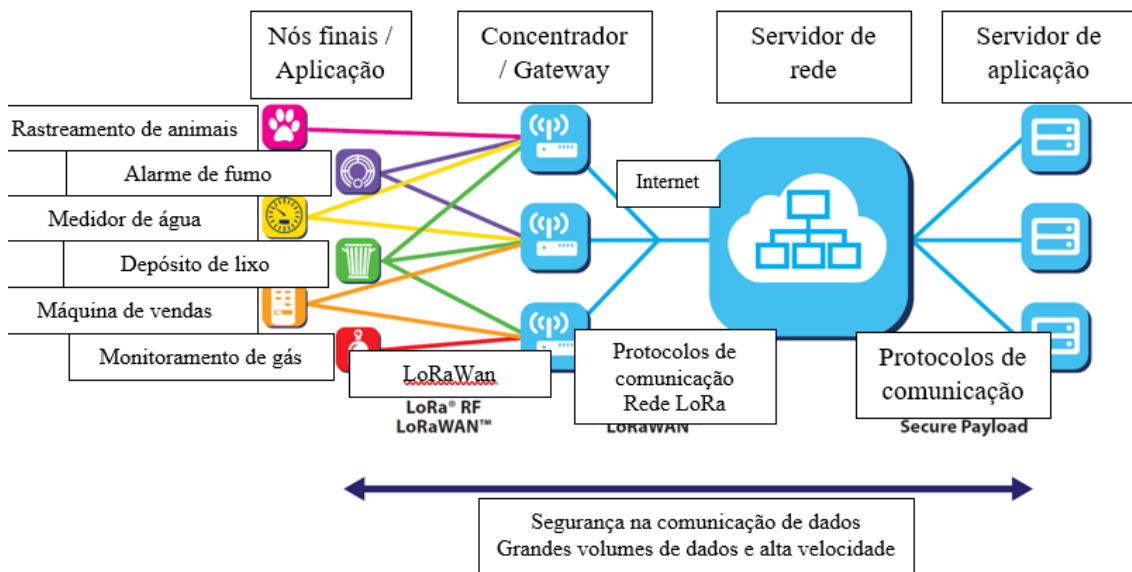 Nós finais /
Aplicação
Concentrador
/ Gateway
Servidor de
rede
Servidor de
aplicação
Rastreamento de animais
Alarme de fumo
Medidor de água
Depósito de lixo
Máquina de vendas
Monitoramento de gás
Internet
LoRaWan
LoRa® RF
LoRaWAN™
Protocolos de
comunicação
Rede LoRa
LoRaWAN
Protocolos de
comunicação
Secure Payload
Segurança na comunicação de dados
Grandes volumes de dados e alta velocidade